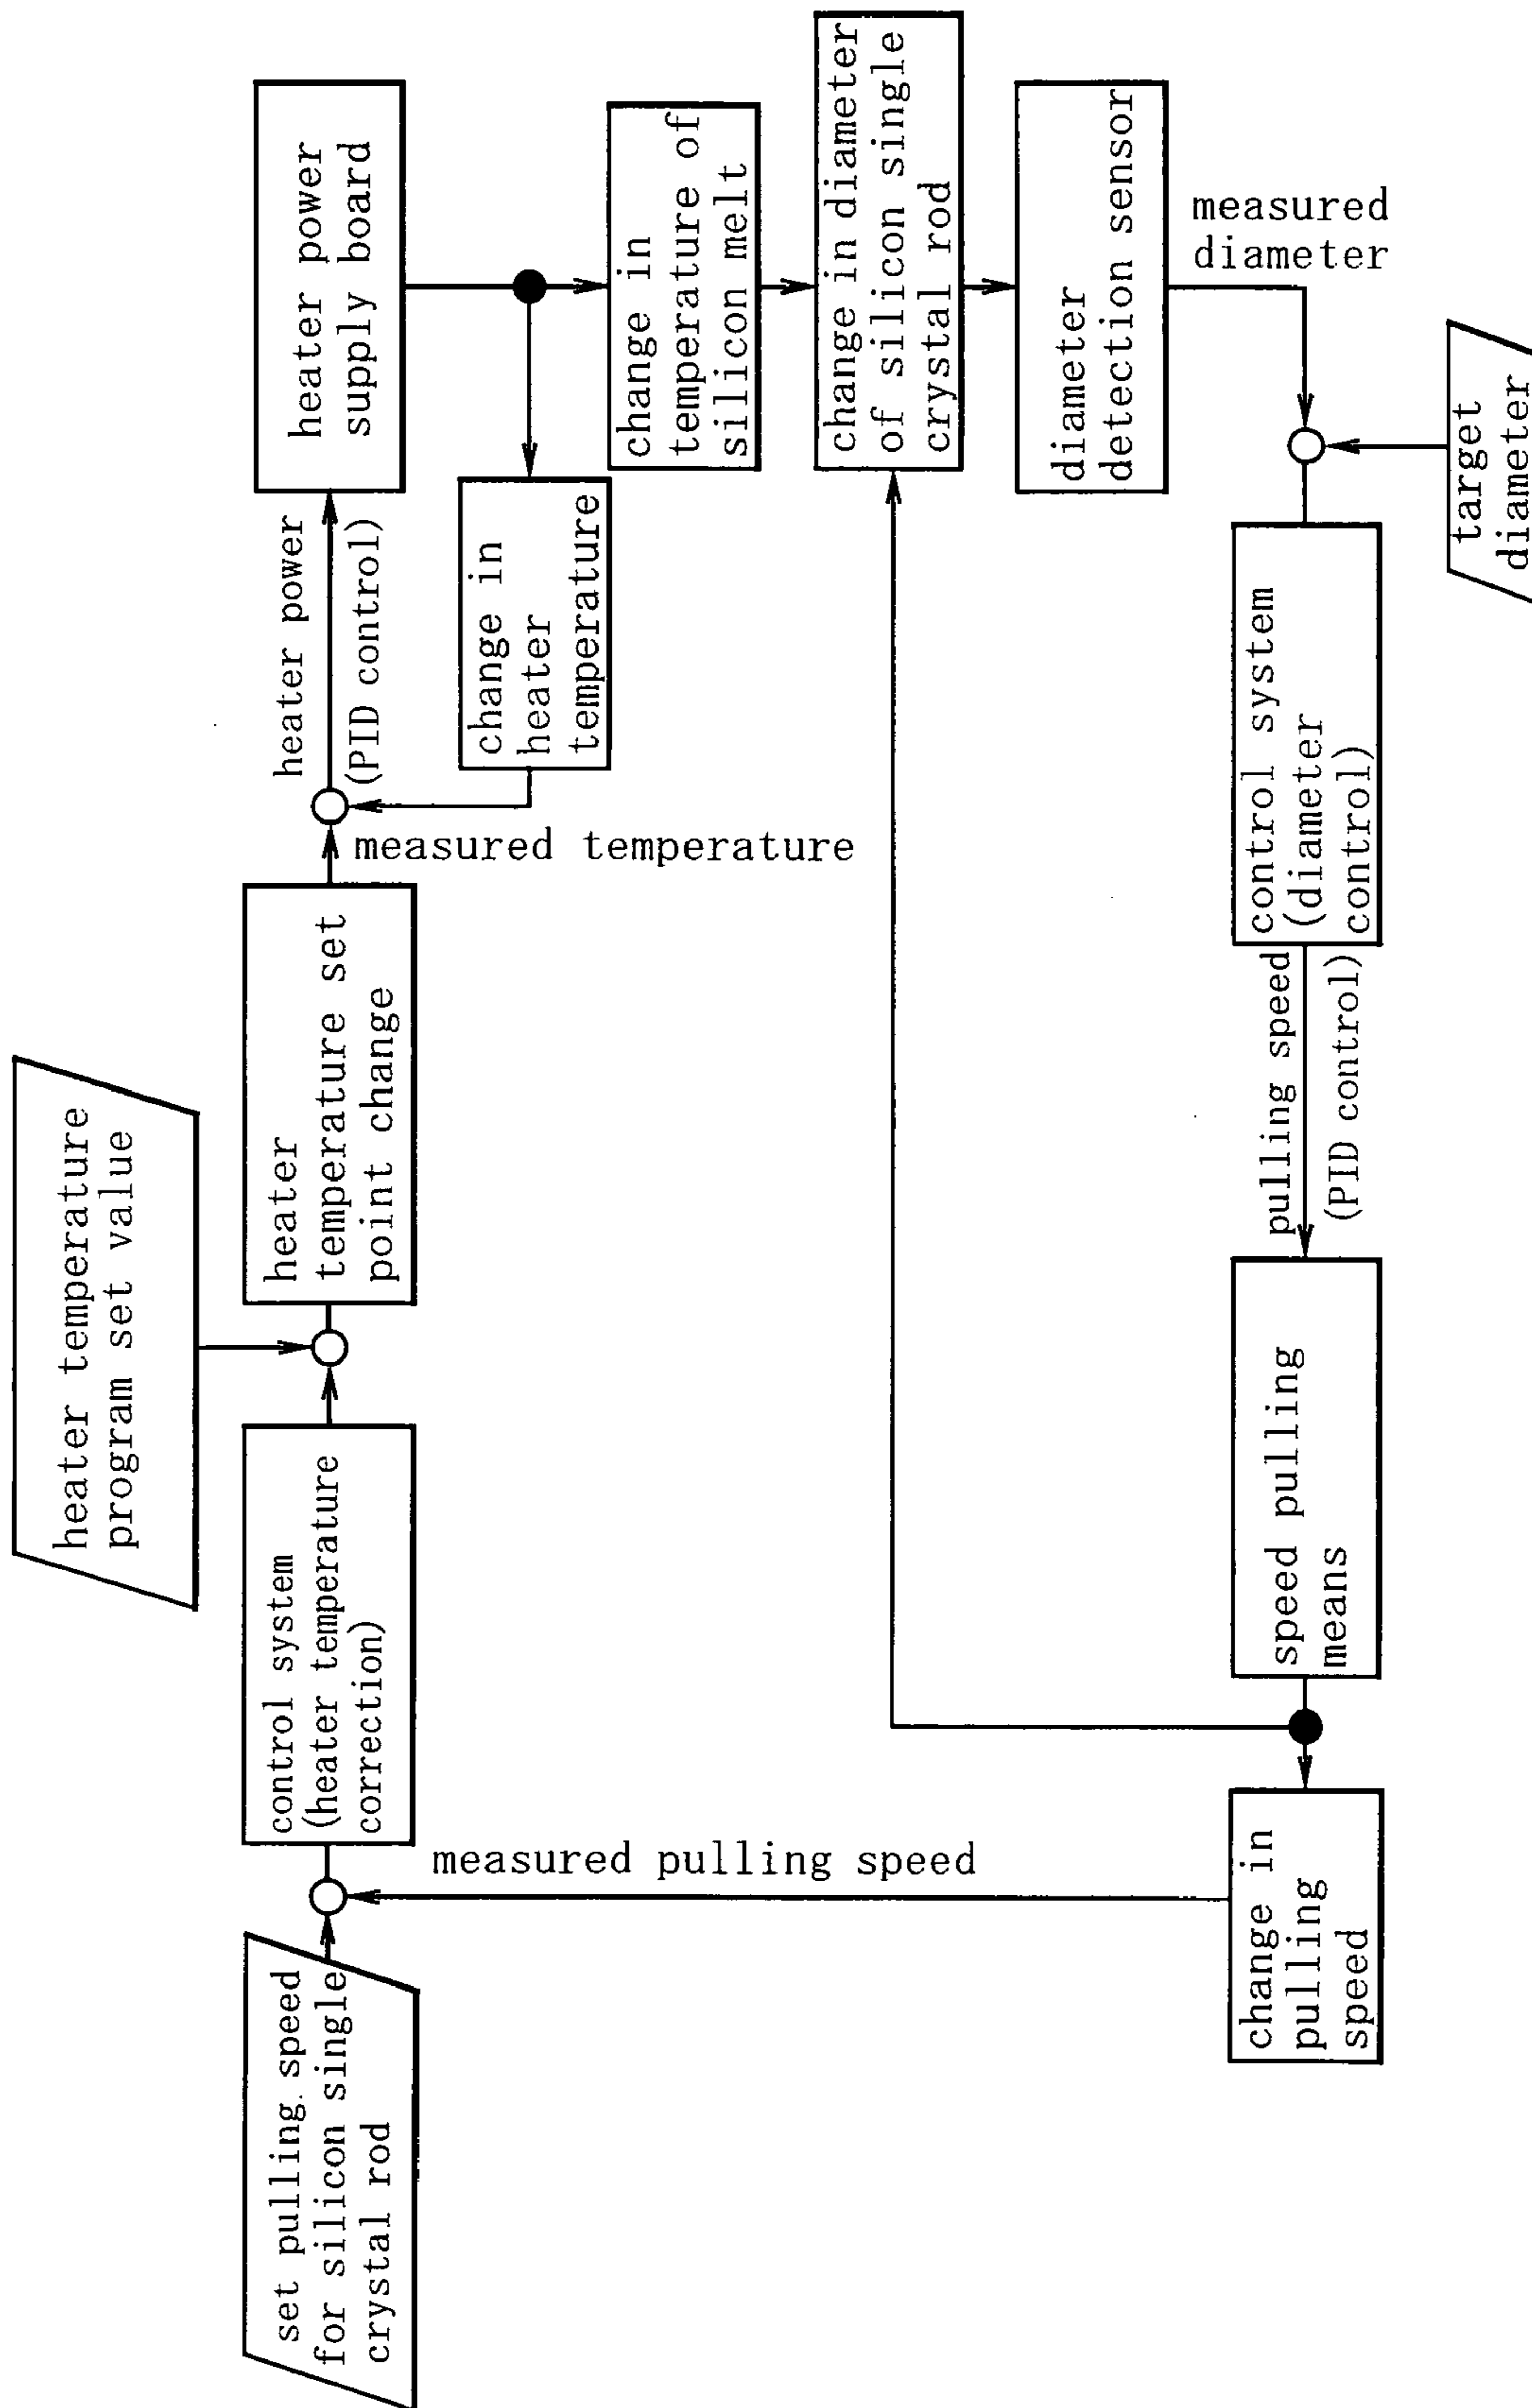 heater temperature
program set value
set pulling speed
for silicon single
crystal rod
control system
(heater temperature
correction)
heater
temperature set
point change
heater power
(PID control)
heater power
supply board
measured temperature
change in
heater
temperature
change in
temperature of
silicon melt
change in diameter
of silicon single
crystal rod
diameter
detection sensor
measured
diameter
target
diameter
control system
(diameter
control)
pulling speed
(PID control)
speed pulling
means
change in
pulling
speed
measured pulling speed